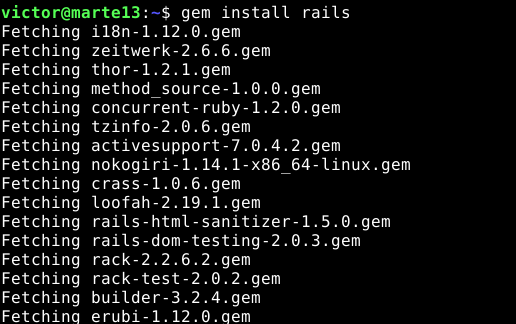 victor@marte13:~$ gem install rails
Fetching i18n-1.12.0.gem
Fetching zeitwerk-2.6.6.gem
Fetching thor-1.2.1.gem
Fetching method_source-1.0.0.gem
Fetching concurrent-ruby-1.2.0.gem
Fetching tzinfo-2.0.6.gem
Fetching activesupport-7.0.4.2.gem
Fetching nokogiri-1.14.1-x86_64-linux.gem
Fetching crass-1.0.6.gem
Fetching loofah-2.19.1.gem
Fetching rails-html-sanitizer-1.5.0.gem
Fetching rails-dom-testing-2.0.3.gem
Fetching rack-2.2.6.2.gem
Fetching rack-test-2.0.2.gem
Fetching builder-3.2.4.gem
Fetching erubi-1.12.0.gem